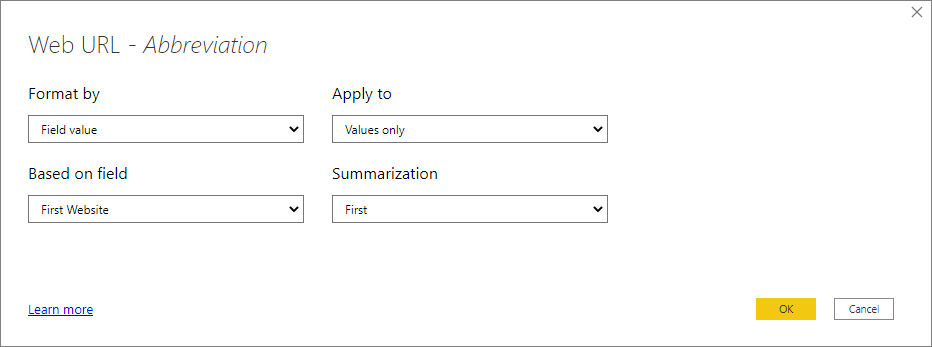 Web URL - Abbreviation
Format by
Apply to
Field value
Values only
Based on field
Summarization
First Website
First
Learn more
OK
Cancel